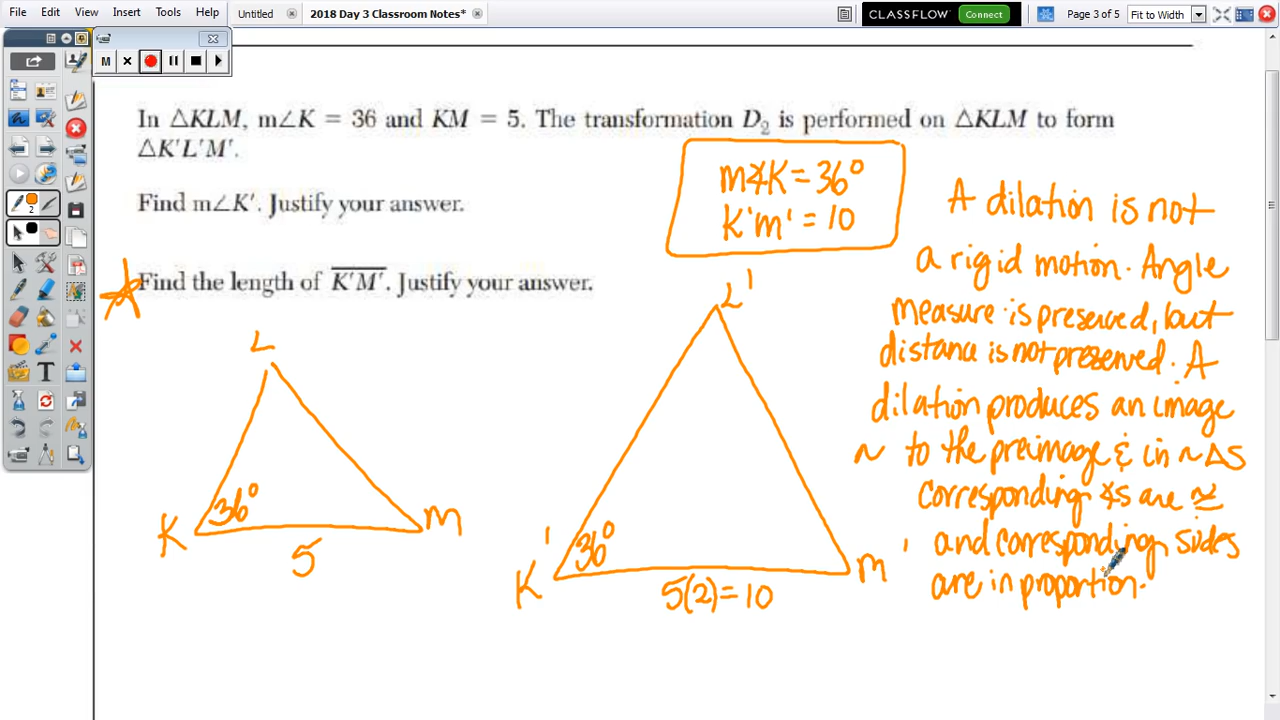 File Edit View Insert Tools Help
Untitled
2018 Day 3 Classroom Notes*
CLASSFLOW Connect
Page 3 of 5
Fit to Width
M
2
T
In △KLM, m∠K = 36 and KM = 5. The transformation D₂ is performed on △KLM to form
△K'L'M'.
Find m∠K'. Justify your answer.
Find the length of K'M'. Justify your answer.
m∡K = 36°
K'M' = 10
L
36°
K
M
5
L'
36°
K'
M'
5(2) = 10
A dilation is not
a rigid motion. Angle
measure is preserved, but
distance is not preserved. A
dilation produces an image
~ to the preimage & in ~ △s
corresponding ∡s are ≅
and corresponding sides
are in proportion.